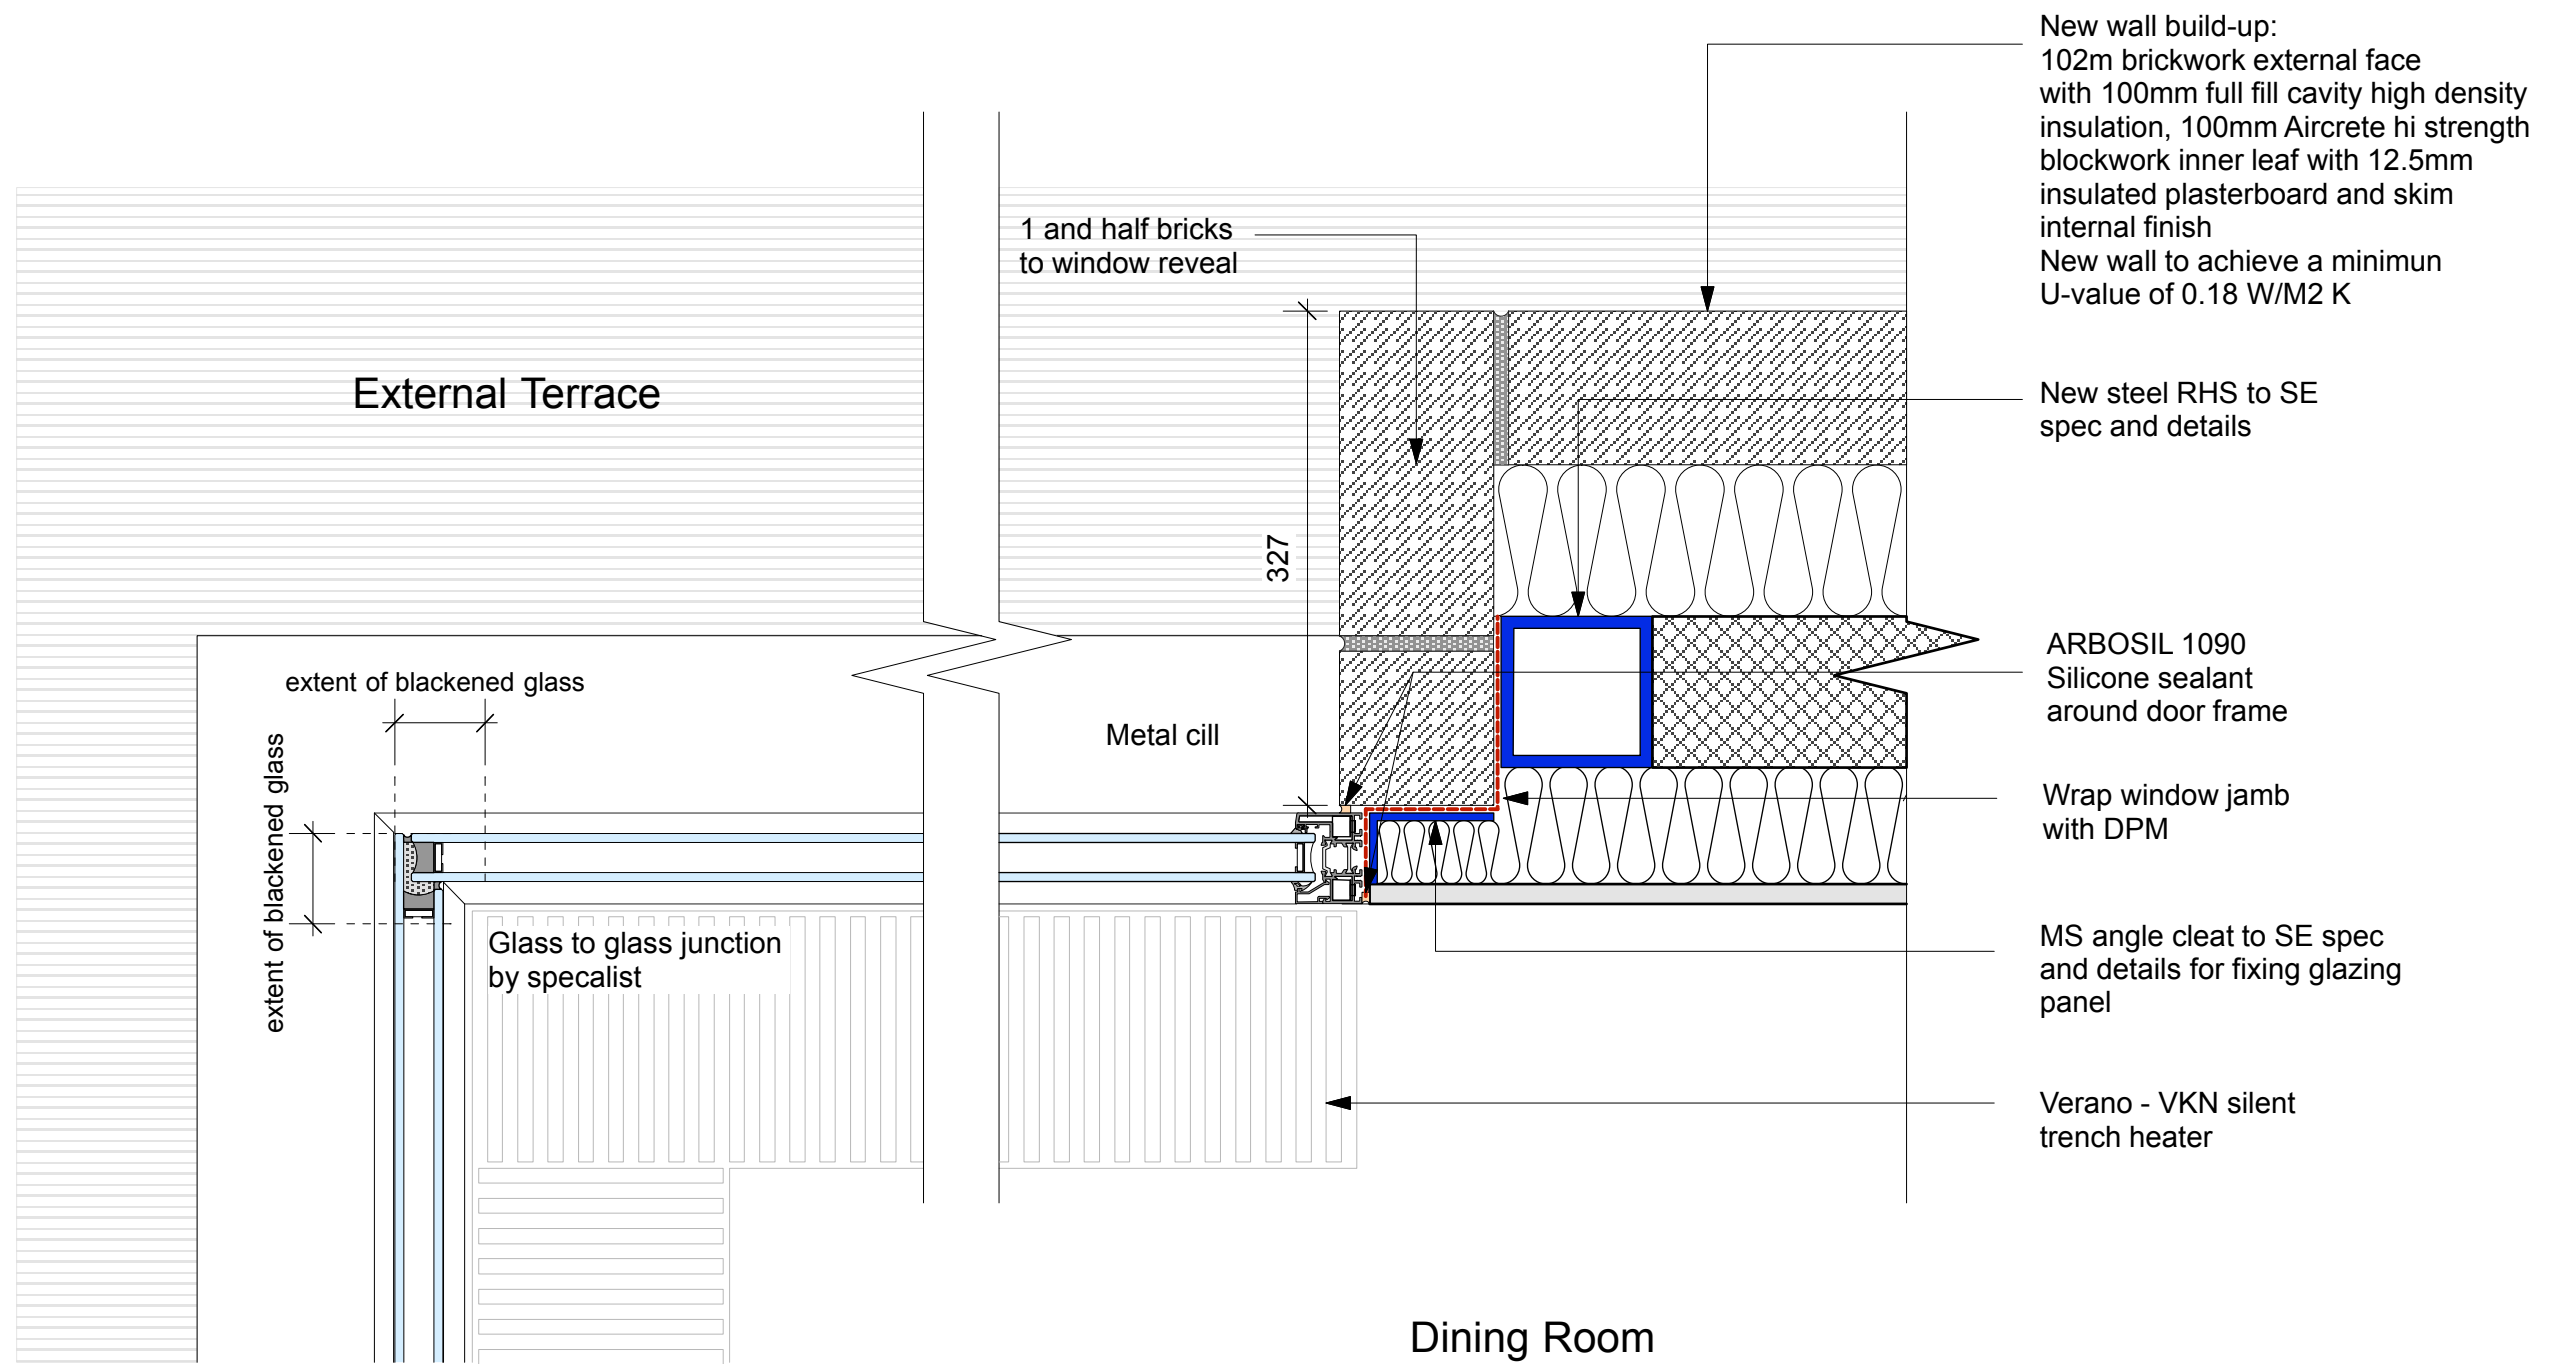 New wall build-up:
102m brickwork external face
with 100mm full fill cavity high density
insulation, 100mm Aircrete hi strength
blockwork inner leaf with 12.5mm
insulated plasterboard and skim
internal finish
New wall to achieve a minimun
U-value of 0.18 W/M2 K
1 and half bricks
to window reveal
External Terrace
New steel RHS to SE
spec and details
327
ARBOSIL 1090
Silicone sealant
around door frame
extent of blackened glass
extent of blackened glass
Metal cill
Wrap window jamb
with DPM
Glass to glass junction
by specalist
MS angle cleat to SE spec
and details for fixing glazing
panel
Verano - VKN silent
trench heater
Dining Room